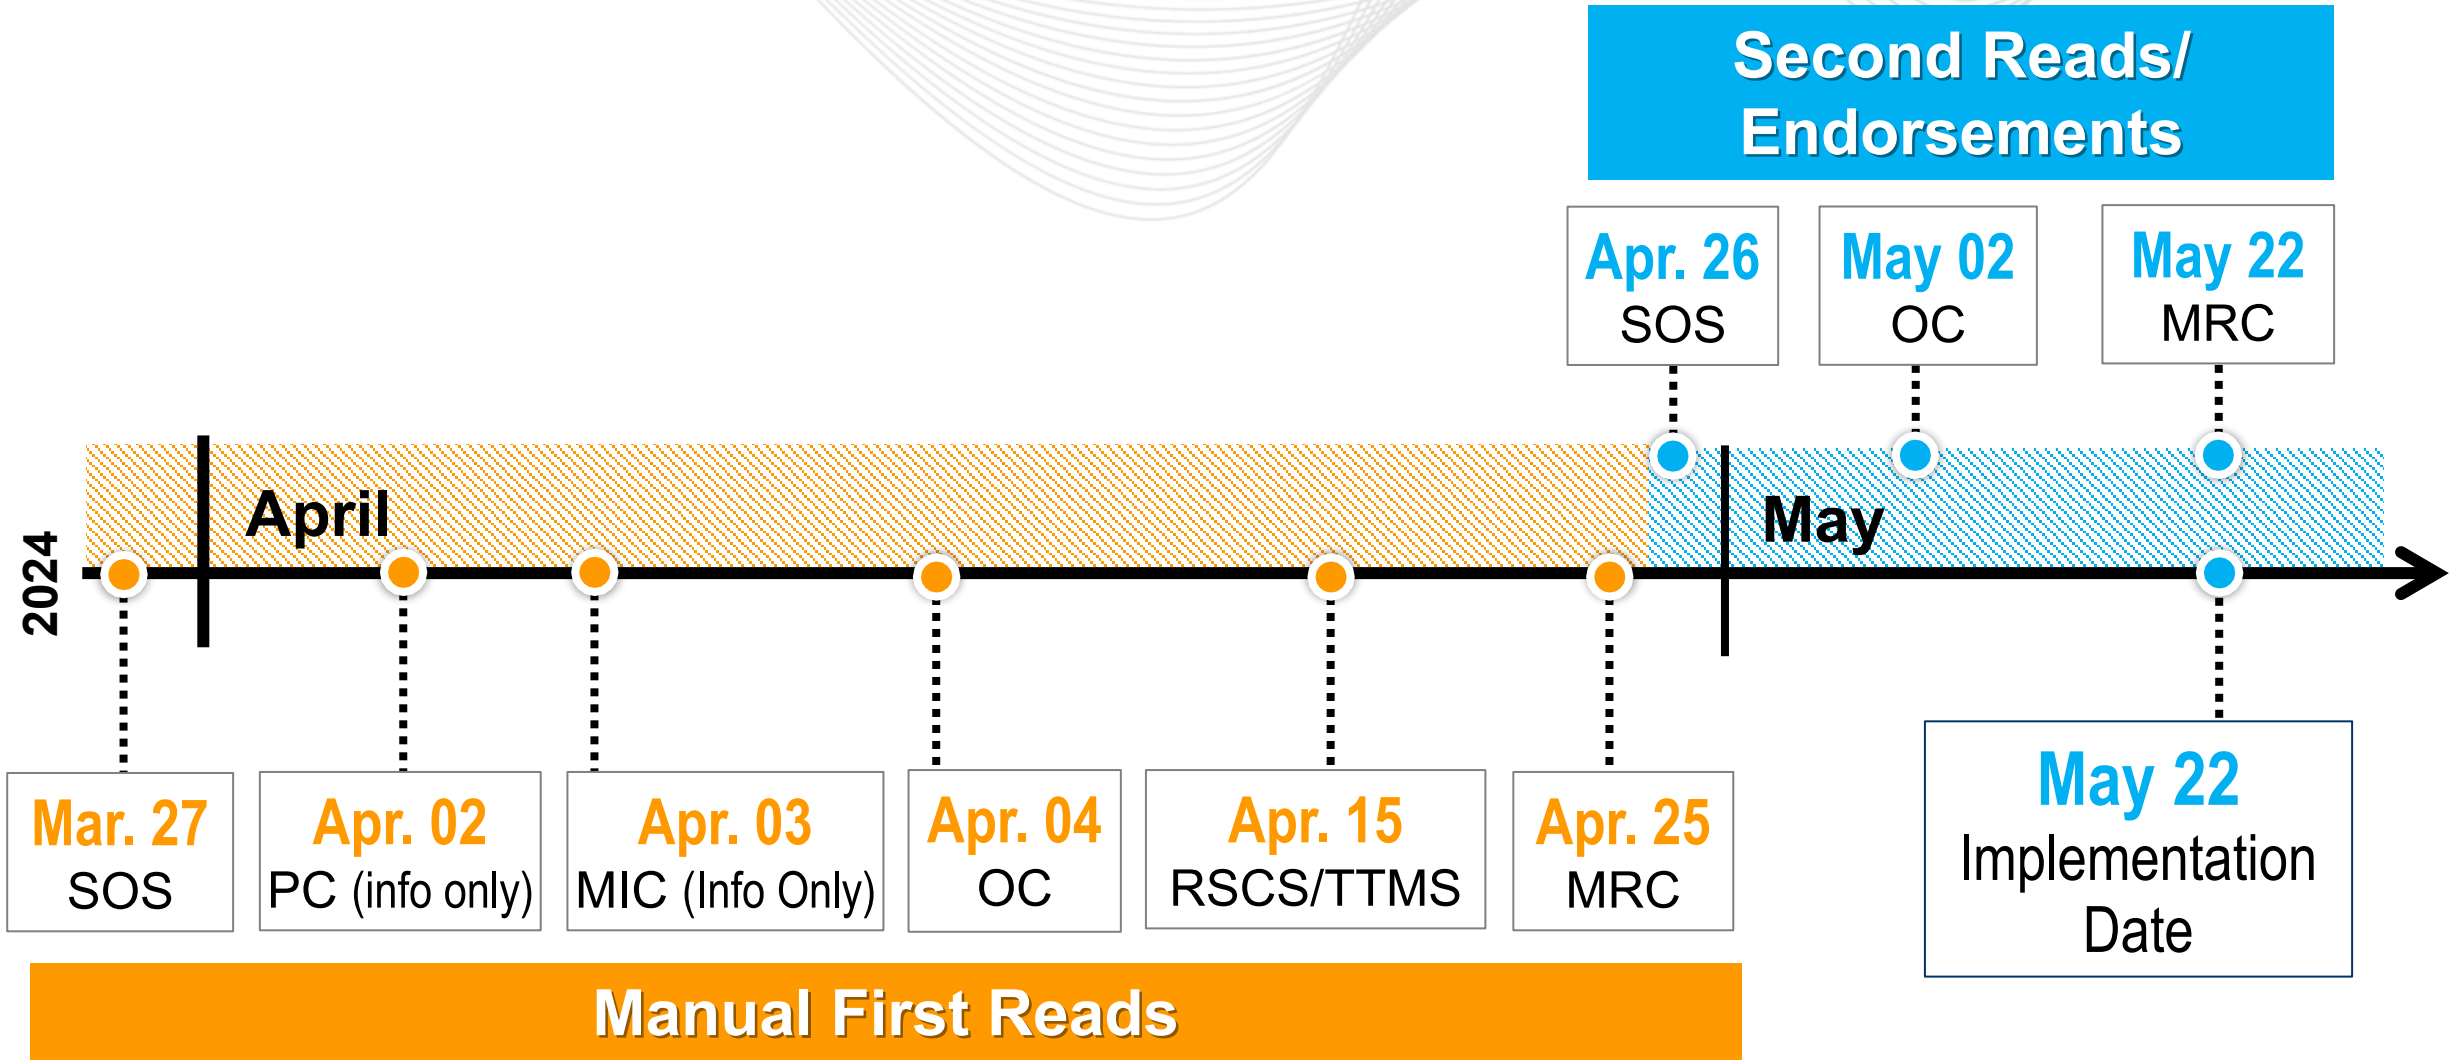 Second Reads/
Endorsements
Apr. 26
SOS
May 02
OC
May 22
MRC
2024
April
May
Mar. 27
SOS
Apr. 02
PC (info only)
Apr. 03
MIC (Info Only)
Apr. 04
OC
Apr. 15
RSCS/TTMS
Apr. 25
MRC
May 22
Implementation
Date
Manual First Reads